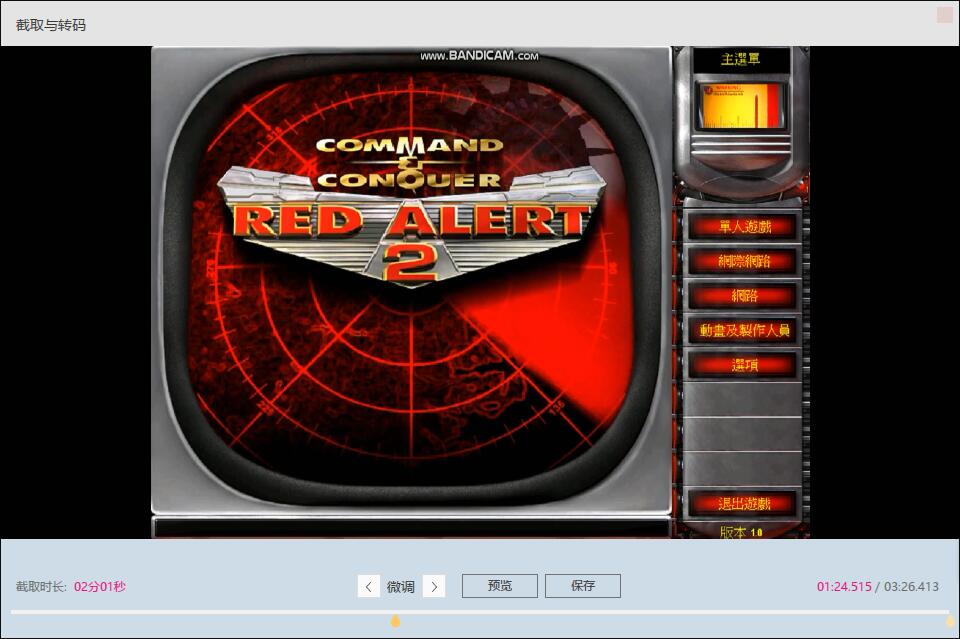 截取与转码
WWW.BANDICAM.COM
主選單
COMMAND
&
CONQUER
RED ALERT
2
單人遊戲
網際網路
網路
動畫及製作人員
選項
退出遊戲
版本 1.0
截取时长: 02分01秒
微调
预览
保存
01:24.515 / 03:26.413